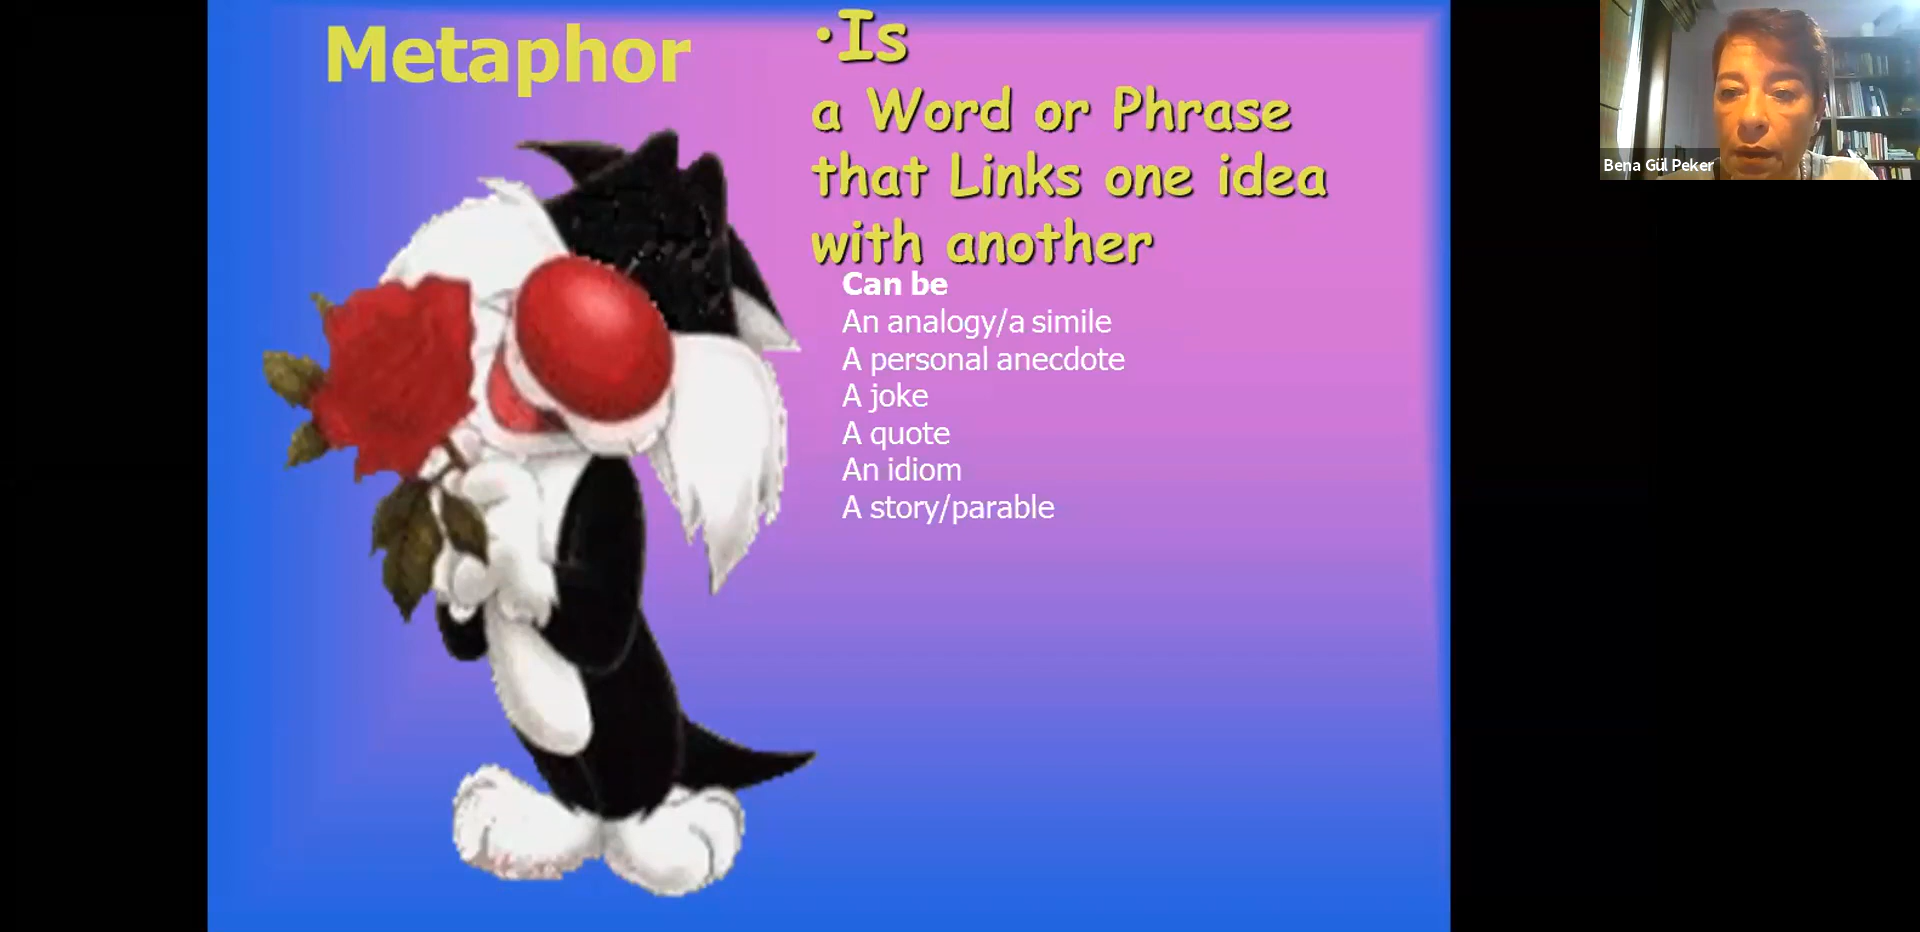 Metaphor
•Is
a Word or Phrase
that Links one idea
with another
Can be
An analogy/a simile
A personal anecdote
A joke
A quote
An idiom
A story/parable
Bena Gül Peker